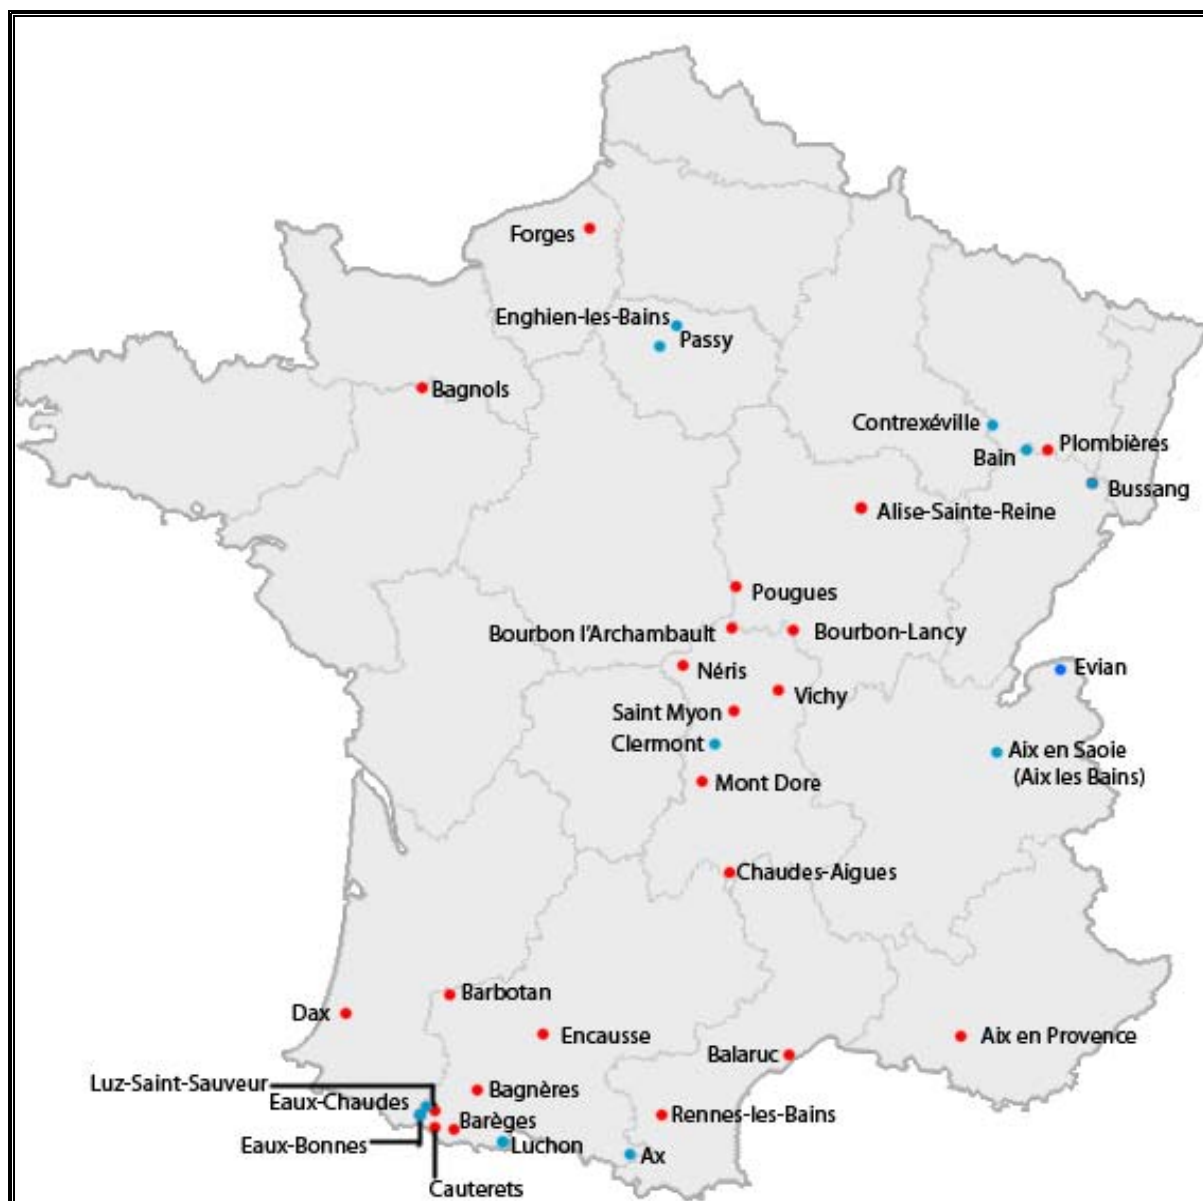 Forges
Enghien-les-Bains
Passy
Bagnols
Contrexéville
Plombières
Bain
Bussang
Alise-Sainte-Reine
Pougues
Bourbon l'Archambault
Bourbon-Lancy
Evian
Néris
Vichy
Saint Myon
Clermont
Aix en Saoie
(Aix les Bains)
Mont Dore
Chaudes-Aigues
Barbotan
Dax
Encausse
Aix en Provence
Balaruc
Luz-Saint-Sauveur
Bagnères
Eaux-Chaudes
Rennes-les-Bains
Barèges
Eaux-Bonnes
Luchon
Ax
Cauterets